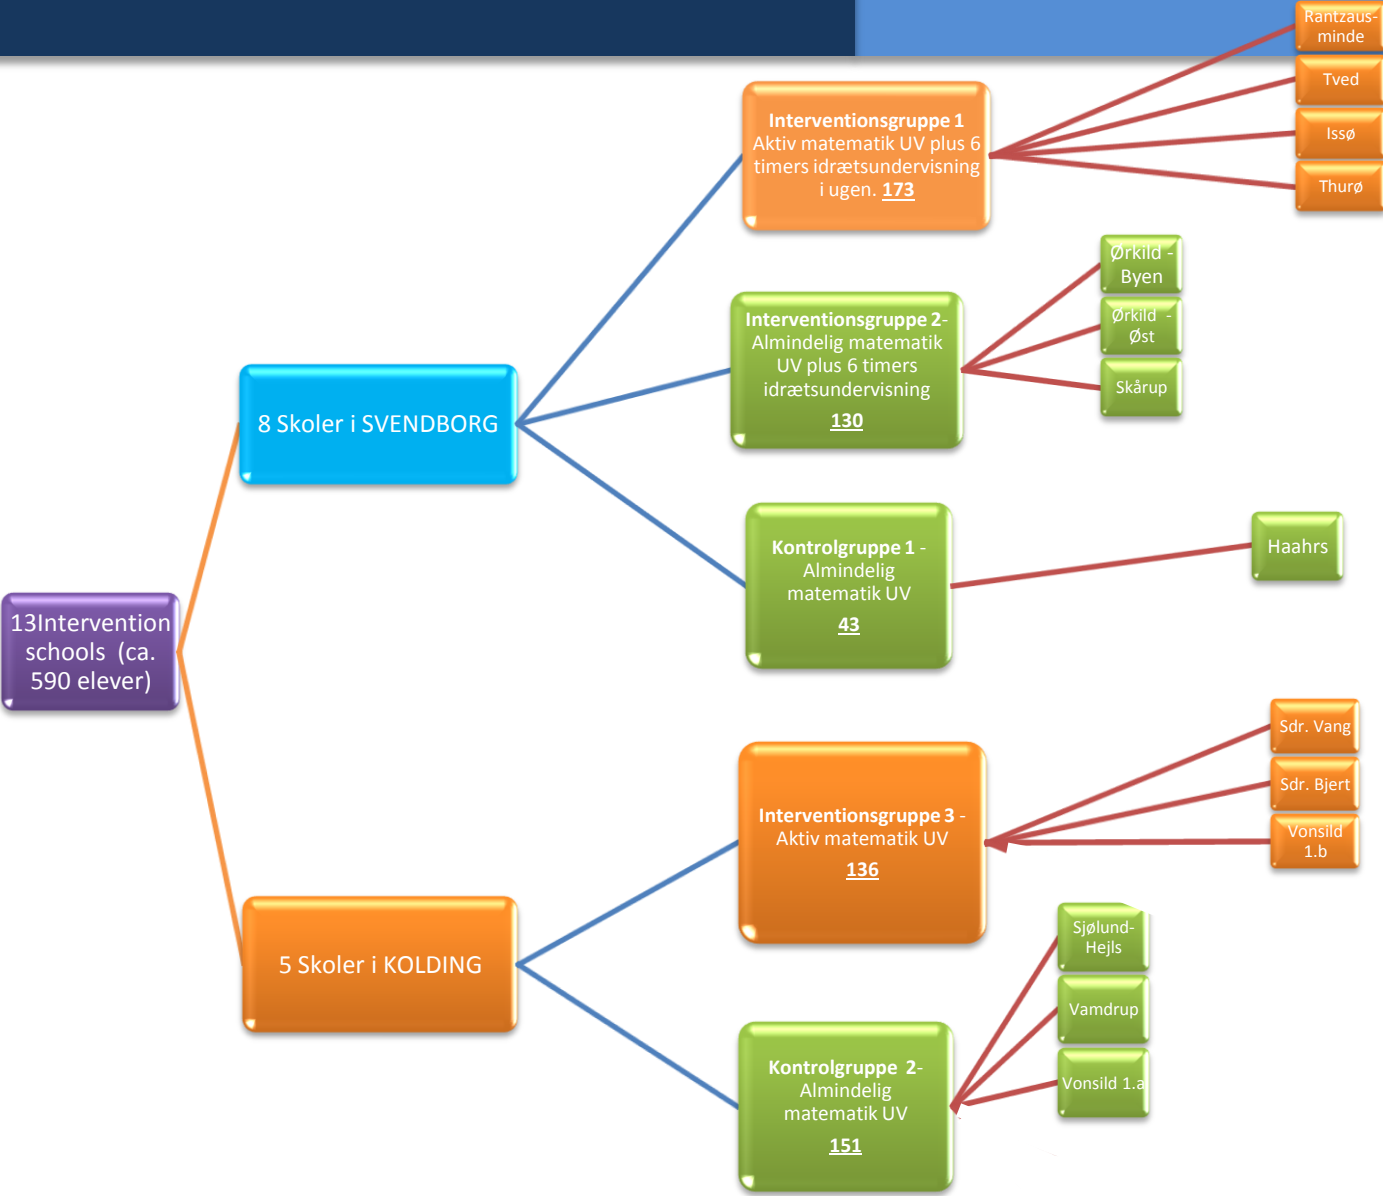 Rantzaus-
minde
Tved
Issø
Thurø
Interventionsgruppe 1
Aktiv matematik UV plus 6
timers idrætsundervisning
i ugen. 173
Ørkild -
Byen
Ørkild -
Øst
Skårup
Interventionsgruppe 2-
Almindelig matematik
UV plus 6 timers
idrætsundervisning
130
8 Skoler i SVENDBORG
Kontrolgruppe 1 -
Almindelig
matematik UV
43
Haahrs
13Intervention
schools (ca.
590 elever)
Sdr. Vang
Sdr. Bjert
Vonsild
1.b
Interventionsgruppe 3 -
Aktiv matematik UV
136
5 Skoler i KOLDING
Sjølund-
Hejls
Vamdrup
Vonsild 1.a
Kontrolgruppe 2-
Almindelig
matematik UV
151